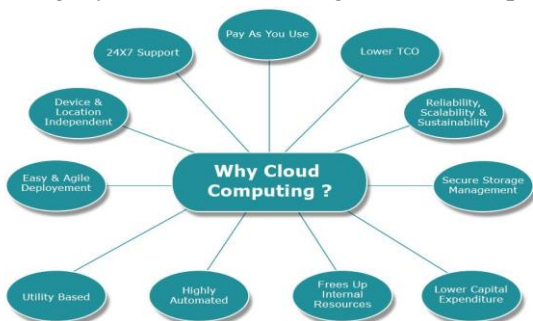 Pay As You Use
24X7 Support
Lower TCO
Device &
Location
Independent
Reliability,
Scalability &
Sustainability
Why Cloud
Computing ?
Easy & Agile
Deployement
Secure Storage
Management
Utility Based
Highly
Automated
Frees Up
Internal
Resources
Lower Capital
Expenditure